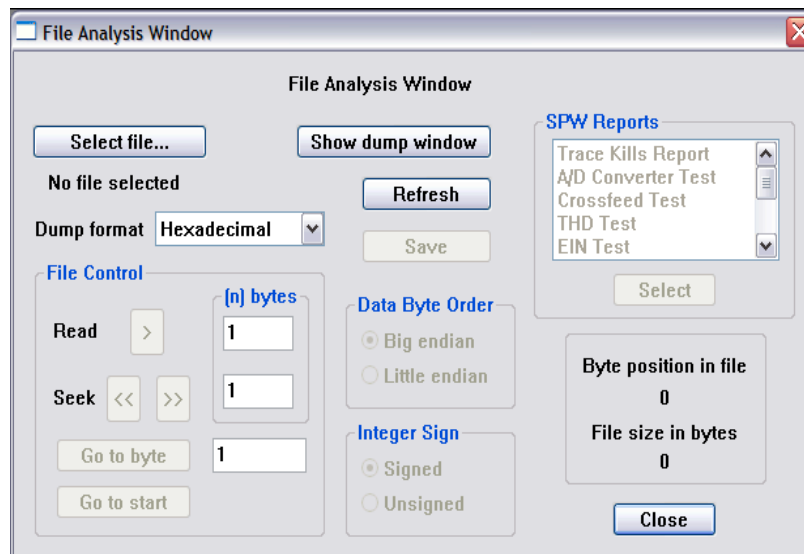 File Analysis Window
File Analysis Window
Select file...
Show dump window
No file selected
Refresh
Dump format Hexadecimal
Save
File Control
(n) bytes
Read > 1
Seek << >> 1
Go to byte 1
Go to start
Data Byte Order
Big endian
Little endian
Integer Sign
Signed
Unsigned
SPW Reports
Trace Kills Report
A/D Converter Test
Crossfeed Test
THD Test
EIN Test
Select
Byte position in file
0
File size in bytes
0
Close